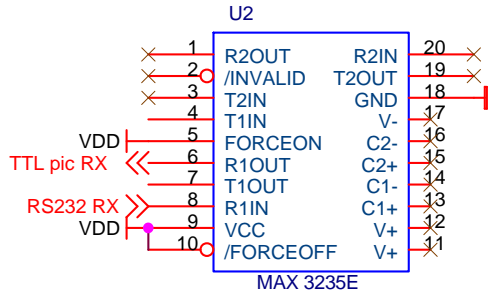 U2
1 R2OUT R2IN 20
2 /INVALID T2OUT 19
3 T2IN GND 18
4 T1IN V- 17
VDD 5 FORCEON C2- 16
TTL pic RX 6 R1OUT C2+ 15
7 T1OUT C1- 14
RS232 RX 8 R1IN C1+ 13
VDD 9 VCC V+ 12
10 /FORCEOFF V+ 11
MAX 3235E